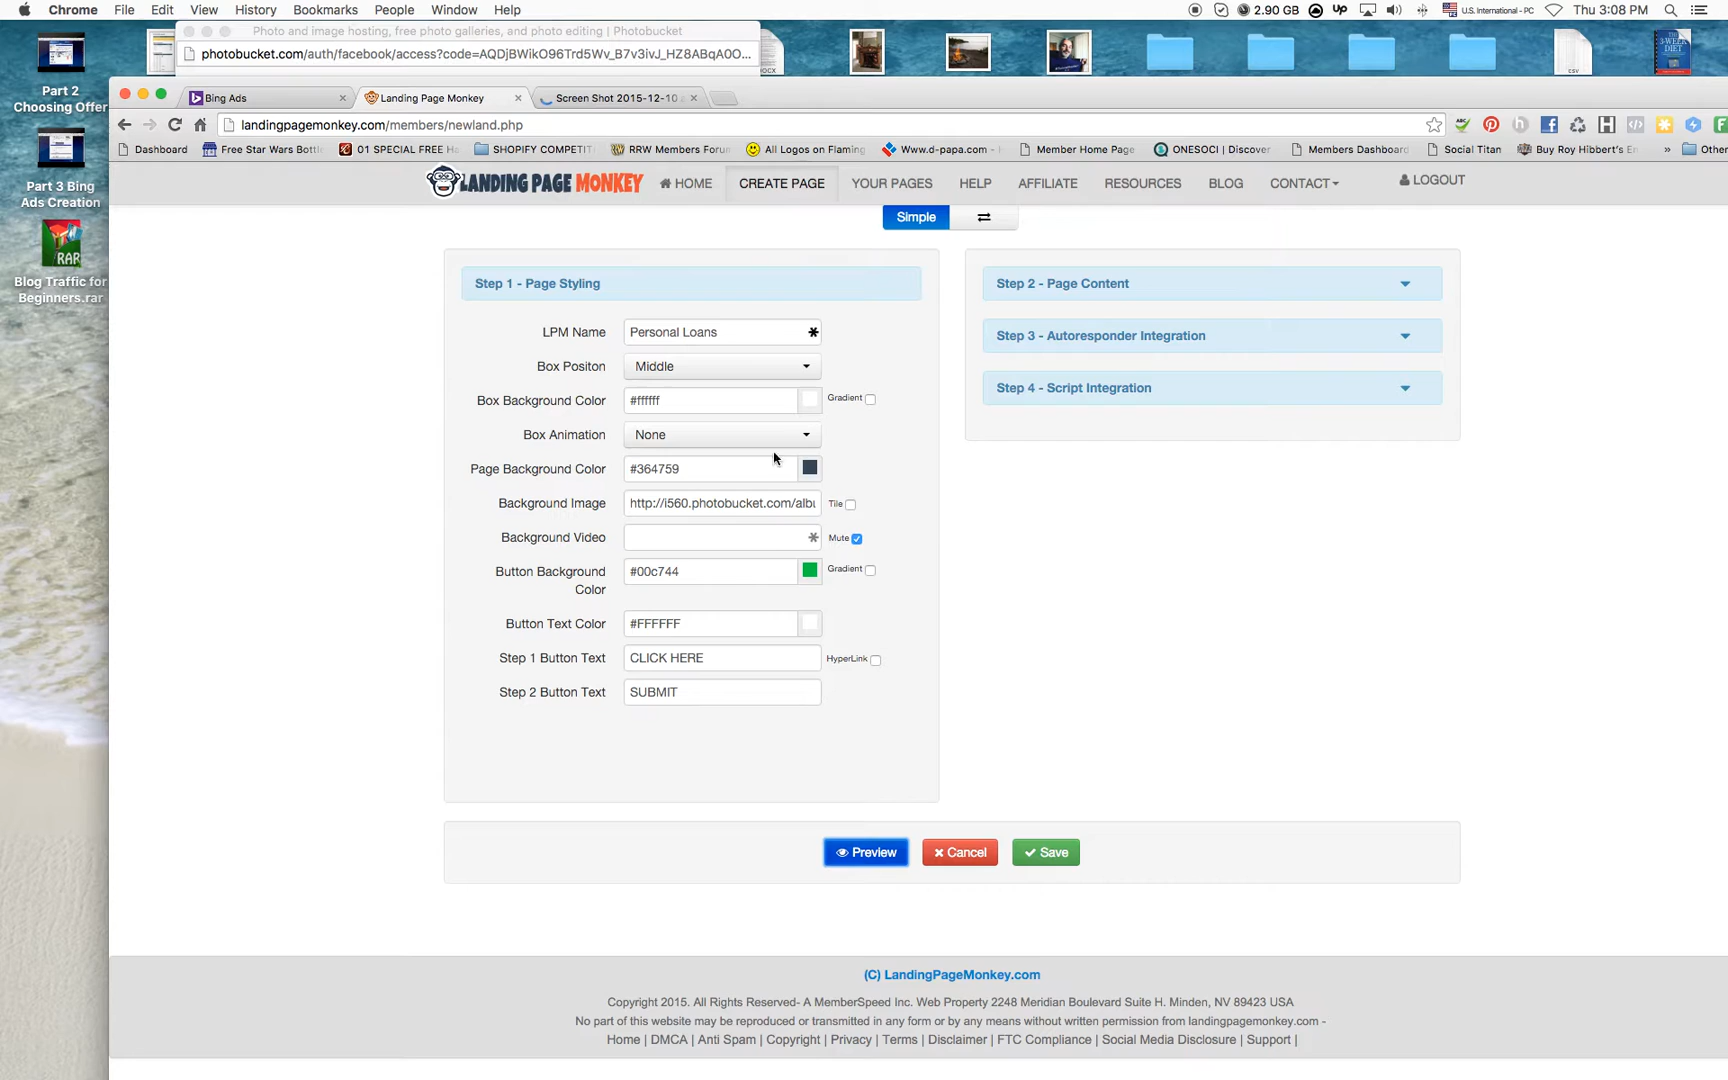 Chrome File Edit View History Bookmarks People Window Help
2.90 GB UP U.S. International - PC Thu 3:08 PM
Photo and image hosting, free photo galleries, and photo editing | Photobucket
photobucket.com/auth/facebook/access?code=AQDjBWikO96Trd5Wv_B7v3ivJ_HZ8ABqA0O...
DOCX
CSV
THE 3-WEEK DIET
Part 2
Choosing Offer
Part 3 Bing
Ads Creation
RAR
Blog Traffic for
Beginners.rar
Bing Ads
Landing Page Monkey
Screen Shot 2015-12-10
landingpagemonkey.com/members/newland.php
Dashboard Free Star Wars Bottl 01 SPECIAL FREE Ha SHOPIFY COMPETIT RRW Members Foru All Logos on Flaming Www.d-papa.com - Member Home Page ONESOCI | Discover Members Dashboard Social Titan Buy Roy Hibbert's E » Other
LANDING PAGE MONKEY HOME CREATE PAGE YOUR PAGES HELP AFFILIATE RESOURCES BLOG CONTACT LOGOUT
Simple
Step 1 - Page Styling
LPM Name Personal Loans
Box Positon Middle
Box Background Color #ffffff Gradient
Box Animation None
Page Background Color #364759
Background Image http://i560.photobucket.com/albu Tile
Background Video Mute
Button Background
Color
#00c744 Gradient
Button Text Color #FFFFFF
Step 1 Button Text CLICK HERE HyperLink
Step 2 Button Text SUBMIT
Step 2 - Page Content
Step 3 - Autoresponder Integration
Step 4 - Script Integration
Preview Cancel Save
(C) LandingPageMonkey.com
Copyright 2015. All Rights Reserved- A MemberSpeed Inc. Web Property 2248 Meridian Boulevard Suite H. Minden, NV 89423 USA
No part of this website may be reproduced or transmitted in any form or by any means without written permission from landingpagemonkey.com -
Home | DMCA | Anti Spam | Copyright | Privacy | Terms | Disclaimer | FTC Compliance | Social Media Disclosure | Support |